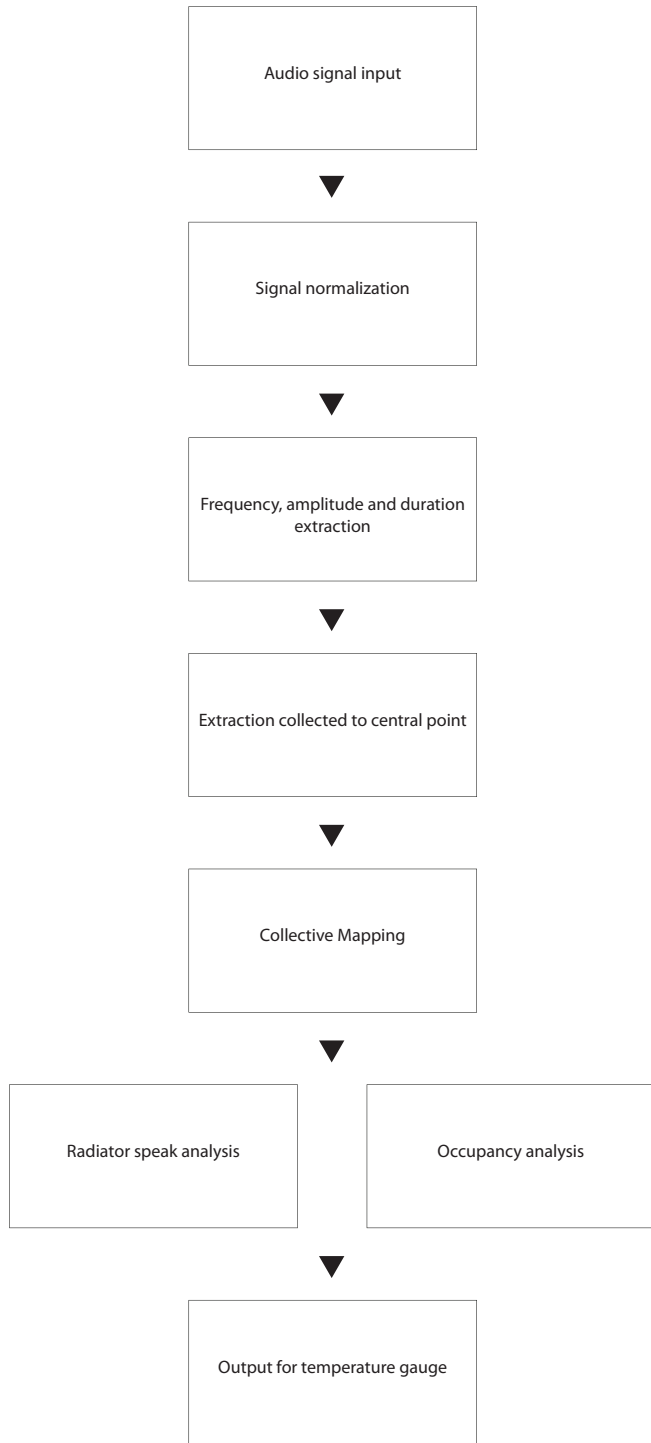 Audio signal input
Signal normalization
Frequency, amplitude and duration
extraction
Extraction collected to central point
Collective Mapping
Radiator speak analysis
Occupancy analysis
Output for temperature gauge